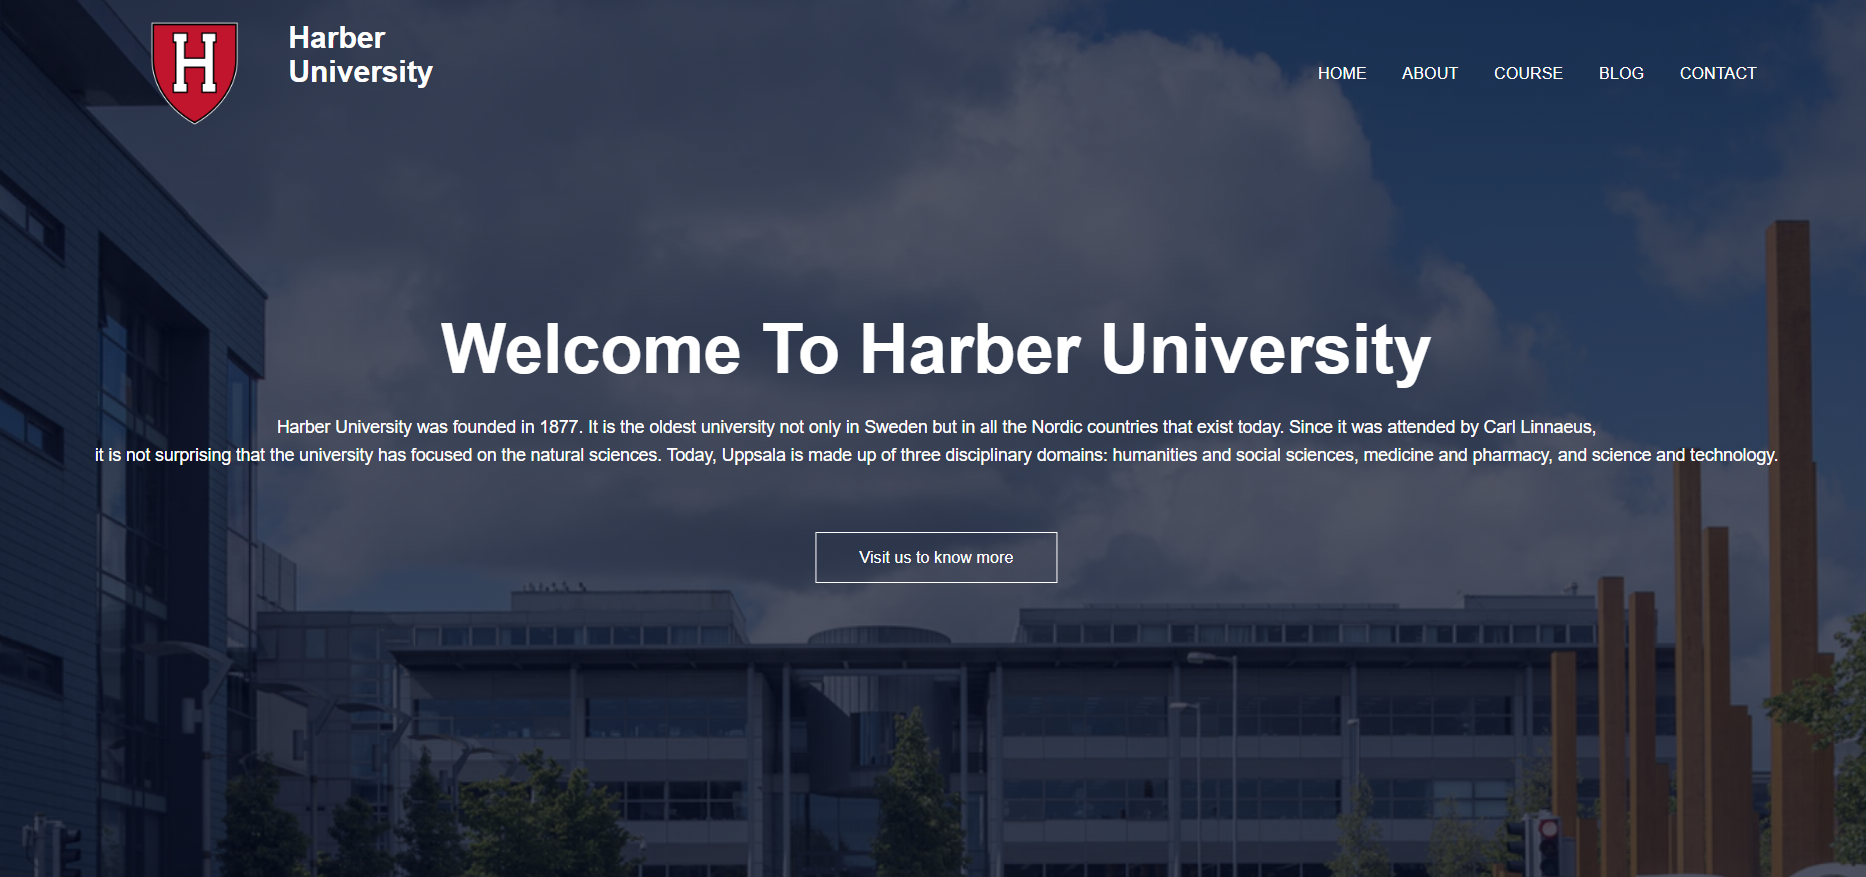 H
Harber
University
HOME ABOUT COURSE BLOG CONTACT
Welcome To Harber University
Harber University was founded in 1877. It is the oldest university not only in Sweden but in all the Nordic countries that exist today. Since it was attended by Carl Linnaeus,
it is not surprising that the university has focused on the natural sciences. Today, Uppsala is made up of three disciplinary domains: humanities and social sciences, medicine and pharmacy, and science and technology.
Visit us to know more